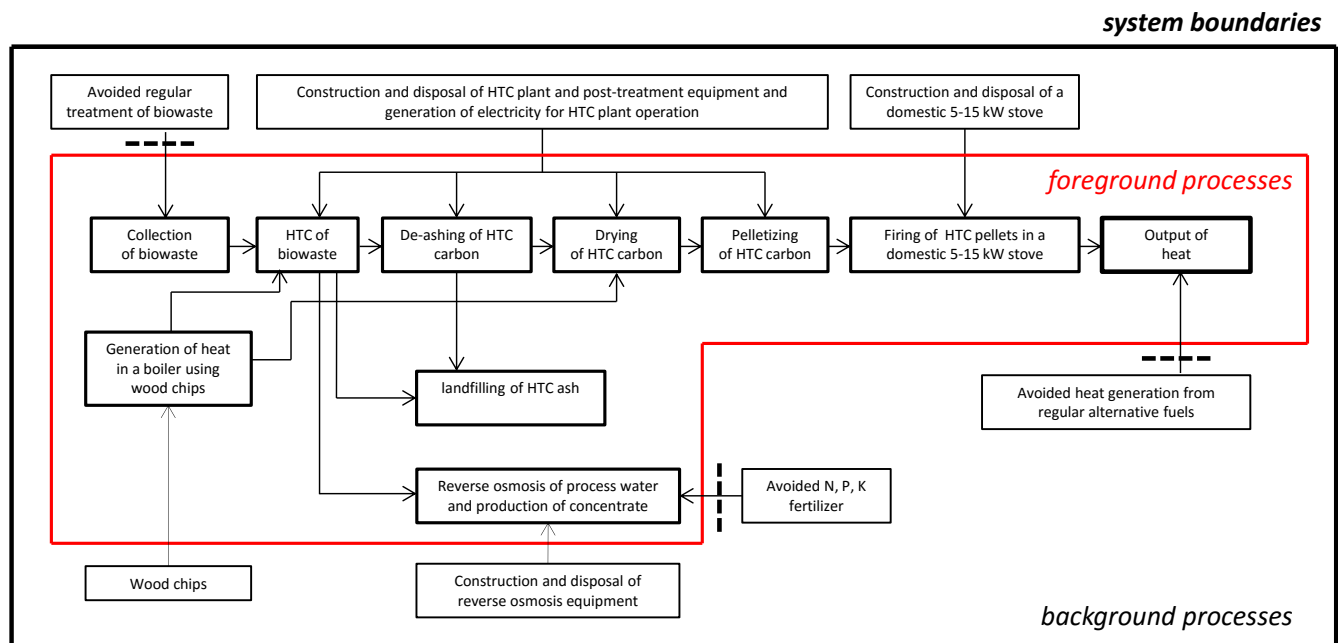 system boundaries
Avoided regular
treatment of biowaste
Construction and disposal of HTC plant and post-treatment equipment and
generation of electricity for HTC plant operation
Construction and disposal of a
domestic 5-15 kW stove
foreground processes
Collection
of biowaste
HTC of
biowaste
De-ashing of HTC
carbon
Drying
of HTC carbon
Pelletizing
of HTC carbon
Firing of HTC pellets in a
domestic 5-15 kW stove
Output of
heat
Generation of heat
in a boiler using
wood chips
landfilling of HTC ash
Avoided heat generation from
regular alternative fuels
Reverse osmosis of process water
and production of concentrate
Avoided N, P, K
fertilizer
Wood chips
Construction and disposal of
reverse osmosis equipment
background processes